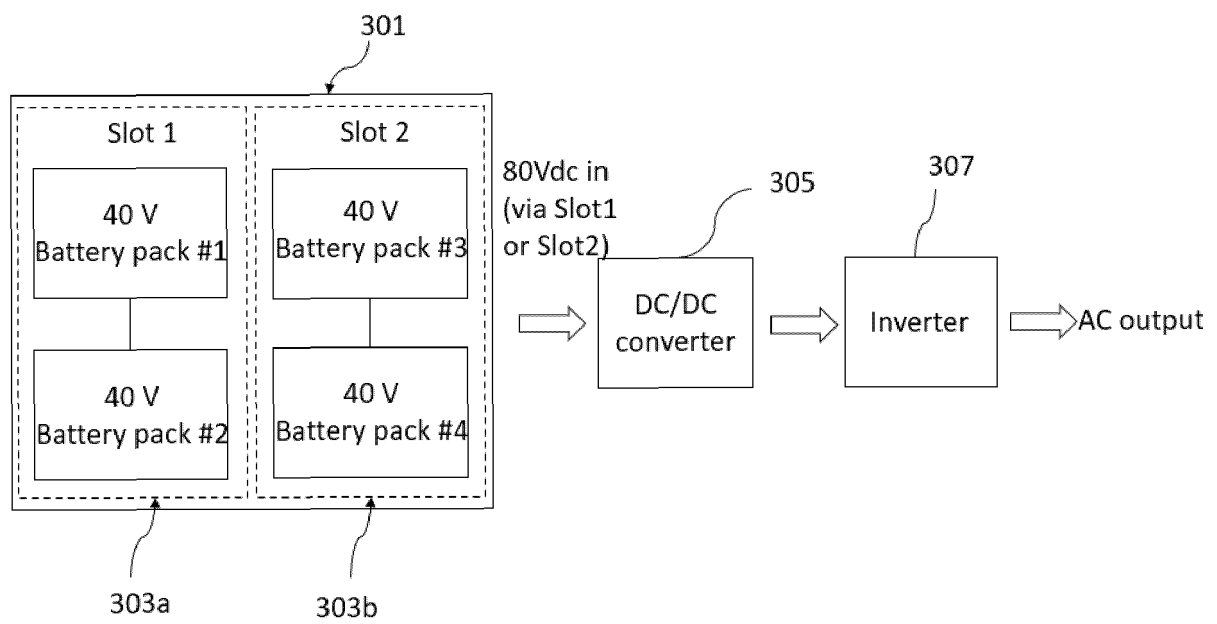 301
Slot 1
Slot 2
40 V
Battery pack #1
40 V
Battery pack #3
40 V
Battery pack #2
40 V
Battery pack #4
80Vdc in
(via Slot1
or Slot2)
305
307
DC/DC
converter
Inverter
AC output
303a
303b